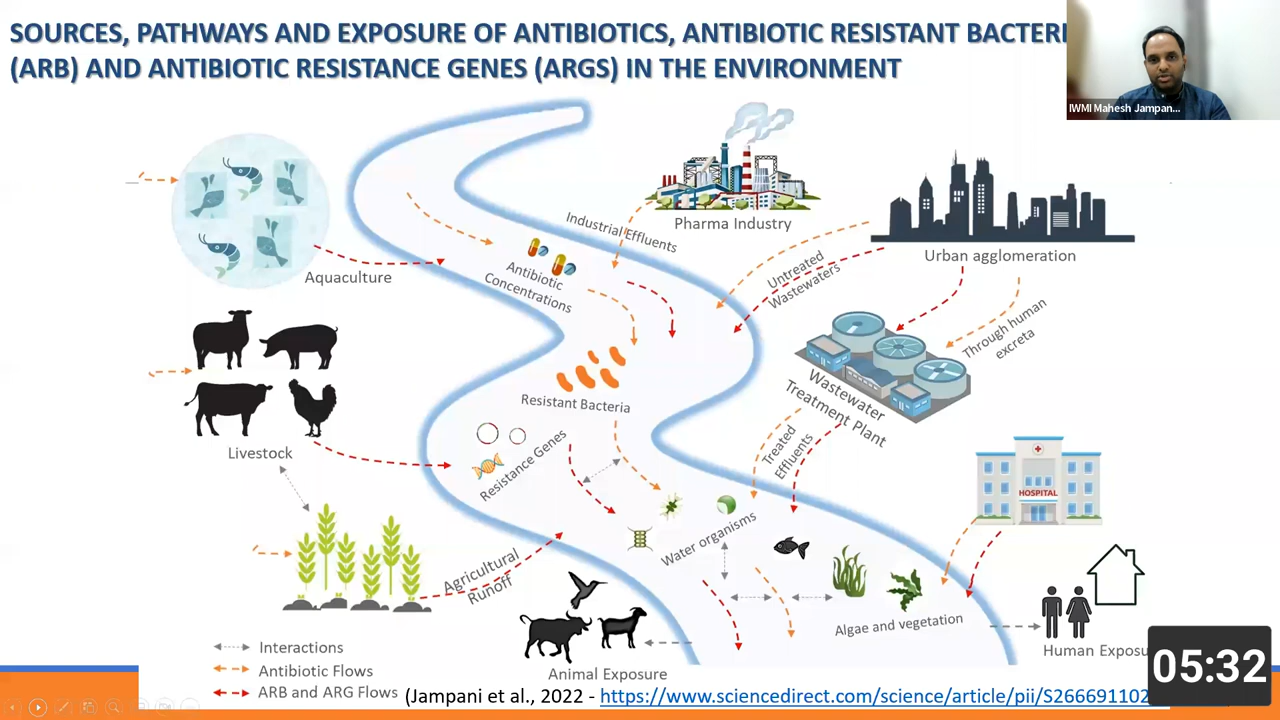 SOURCES, PATHWAYS AND EXPOSURE OF ANTIBIOTICS, ANTIBIOTIC RESISTANT
(ARB) AND ANTIBIOTIC RESISTANCE GENES (ARGS) IN THE ENVIRONMENT
IWMI Mahesh Jampan...
Pharma Industry
Industrial Effluents
Urban agglomeration
Aquaculture
Antibiotic
Concentrations
Untreated
Wastewaters
Through human
excreta
Wastewater
Treatment Plant
Resistant Bacteria
Livestock
Resistance Genes
Treated
Effluents
HOSPITAL
Water organisms
Agricultural
Runoff
Algae and vegetation
Interactions
Antibiotic Flows
ARB and ARG Flows
Animal Exposure
Human
05:32
(Jampani et al., 2022 - https://www.sciencedirect.com/science/article/pii/S266691102